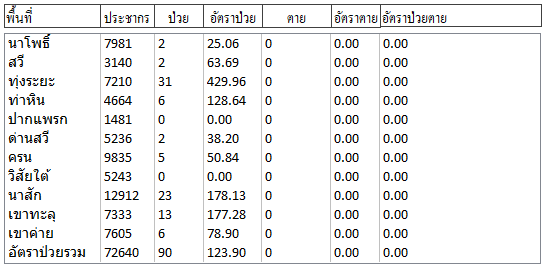 พื้นที่ ประชากร ป่วย อัตราป่วย ตาย อัตราตาย อัตราป่วยตาย
นาโพธิ์ 7981 2 25.06 0 0.00 0.00
สวี 3140 2 63.69 0 0.00 0.00
ทุ่งระยะ 7210 31 429.96 0 0.00 0.00
ท่าหิน 4664 6 128.64 0 0.00 0.00
ปากแพรก 1481 0 0.00 0 0.00 0.00
ด่านสวี 5236 2 38.20 0 0.00 0.00
ครน 9835 5 50.84 0 0.00 0.00
วิสัยใต้ 5243 0 0.00 0 0.00 0.00
นาสัก 12912 23 178.13 0 0.00 0.00
เขาทะลุ 7333 13 177.28 0 0.00 0.00
เขาค่าย 7605 6 78.90 0 0.00 0.00
อัตราป่วยรวม 72640 90 123.90 0 0.00 0.00